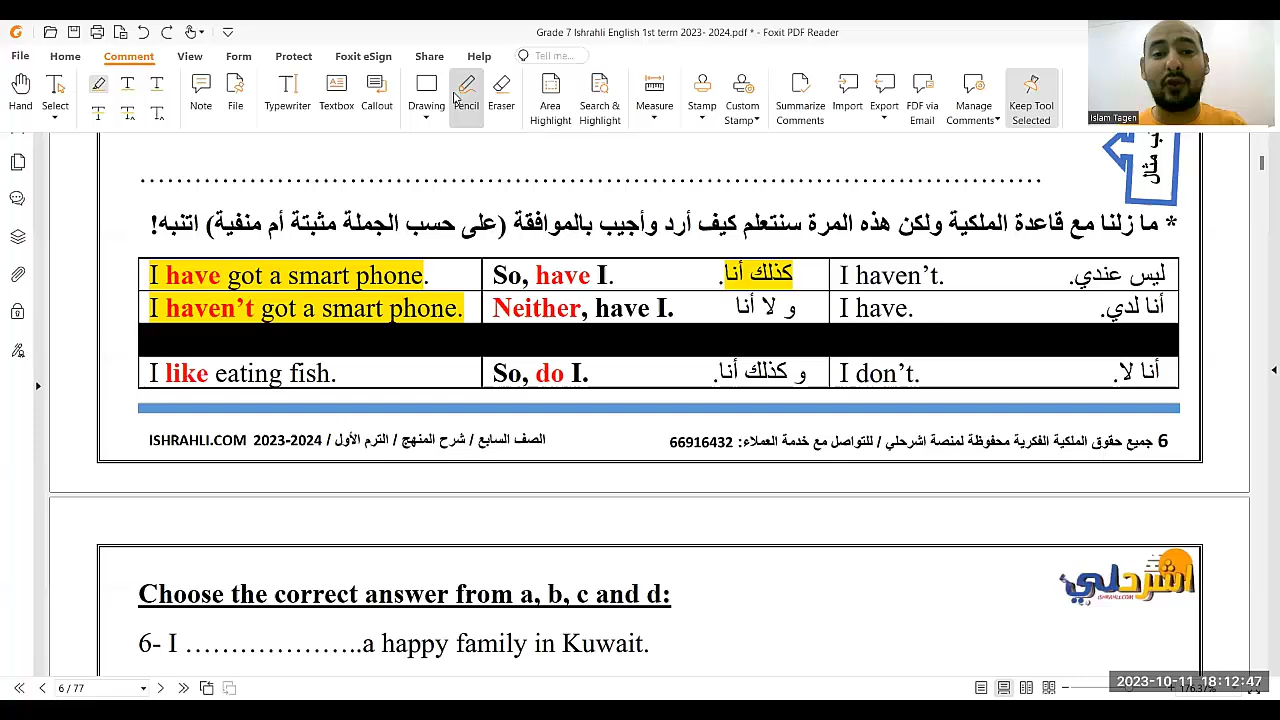 Grade 7 Ishrahli English 1st term 2023- 2024.pdf * - Foxit PDF Reader
File Home Comment View Form Protect Foxit eSign Share Help Tell me...
Hand Select Note File Typewriter Textbox Callout Drawing Pencil Eraser Area Highlight Search & Highlight Measure Stamp Custom Stamp Summarize Comments Import Export FDF via Email Manage Comments Keep Tool Selected
Islam Tagen
مثال
* ما زلنا مع قاعدة الملكية ولكن هذه المرة سنتعلم كيف أرد وأجيب بالموافقة (على حسب الجملة مثبتة أم منفية) اتنبه!
I have got a smart phone. So, have I. كذلك أنا. I haven't. ليس عندي.
I haven't got a smart phone. Neither, have I. و لا أنا I have. أنا لدي.
I like eating fish. So, do I. و كذلك أنا. I don't. أنا لا.
6 جميع حقوق الملكية الفكرية محفوظة لمنصة اشرحلي / للتواصل مع خدمة العملاء: 66916432 الصف السابع / شرح المنهج / الترم الأول / 2023-2024 ISHRAHLI.COM
اشرحلي
ISHRAHLI.COM
Choose the correct answer from a, b, c and d:
6- I ………………..a happy family in Kuwait.
6 / 77
2023-10-11 18:12:47